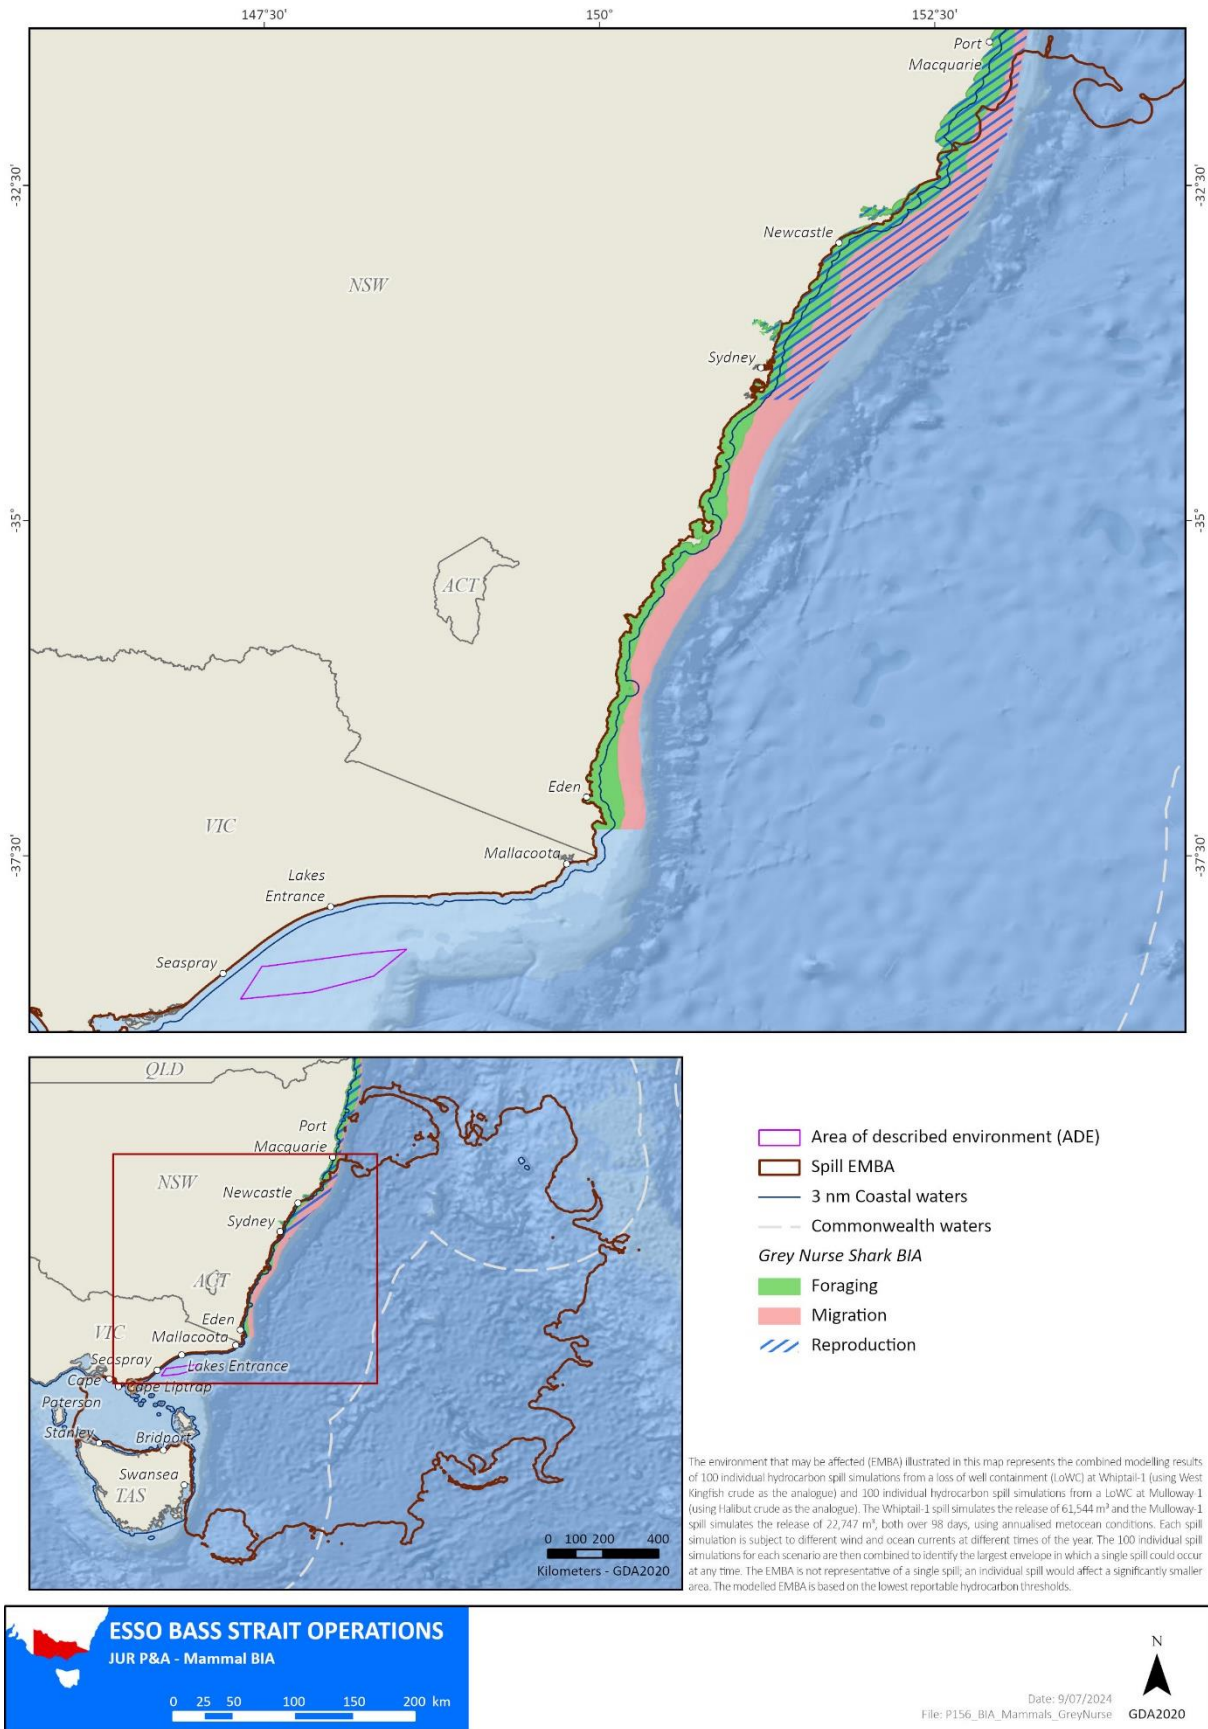 147°30'
150°
152°30'
Port
Macquarie
-32°30'
-32°30'
Newcastle
NSW
Sydney
-35°
-35°
ACT
Eden
VIC
Mallacoota
-37°30'
-37°30'
Lakes
Entrance
Seaspray
QLD
Port
Macquarie
NSW
Newcastle
Sydney
ACT
Eden
VIC
Mallacoota
Seaspray
Lakes Entrance
Cape
Paterson
Cape Liptrap
Stanley
Bridport
Swansea
TAS
0 100 200 400
Kilometers - GDA2020
Area of described environment (ADE)
Spill EMBA
3 nm Coastal waters
Commonwealth waters
Grey Nurse Shark BIA
Foraging
Migration
Reproduction
The environment that may be affected (EMBA) illustrated in this map represents the combined modelling results
of 100 individual hydrocarbon spill simulations from a loss of well containment (LoWC) at Whiptail-1 (using West
Kingfish crude as the analogue) and 100 individual hydrocarbon spill simulations from a LoWC at Mulloway-1
(using Halibut crude as the analogue). The Whiptail-1 spill simulates the release of 61,544 m³ and the Mulloway-1
spill simulates the release of 22,747 m³, both over 98 days, using annualised metocean conditions. Each spill
simulation is subject to different wind and ocean currents at different times of the year. The 100 individual spill
simulations for each scenario are then combined to identify the largest envelope in which a single spill could occur
at any time. The EMBA is not representative of a single spill; an individual spill would affect a significantly smaller
area. The modelled EMBA is based on the lowest reportable hydrocarbon thresholds.
ESSO BASS STRAIT OPERATIONS
JUR P&A - Mammal BIA
0 25 50 100 150 200 km
N
Date: 9/07/2024
File: P156_BIA_Mammals_GreyNurse
GDA2020